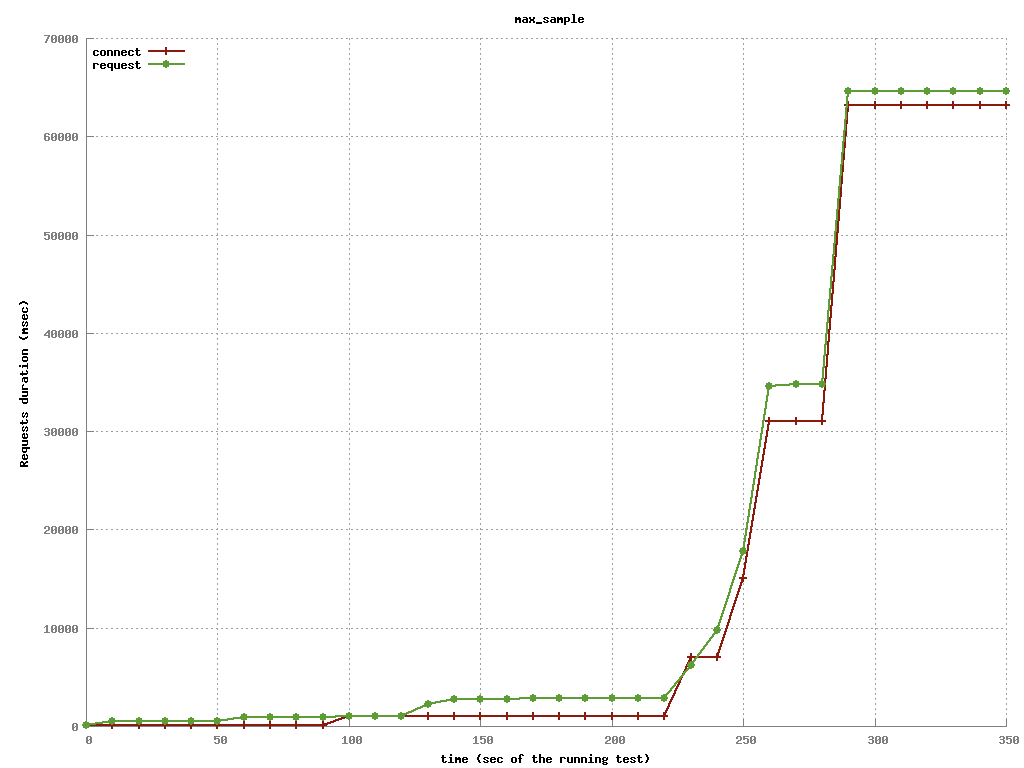 max_sample
connect
request
70000
60000
50000
40000
30000
20000
10000
0
Requests duration (msec)
0 50 100 150 200 250 300 350
time (sec of the running test)